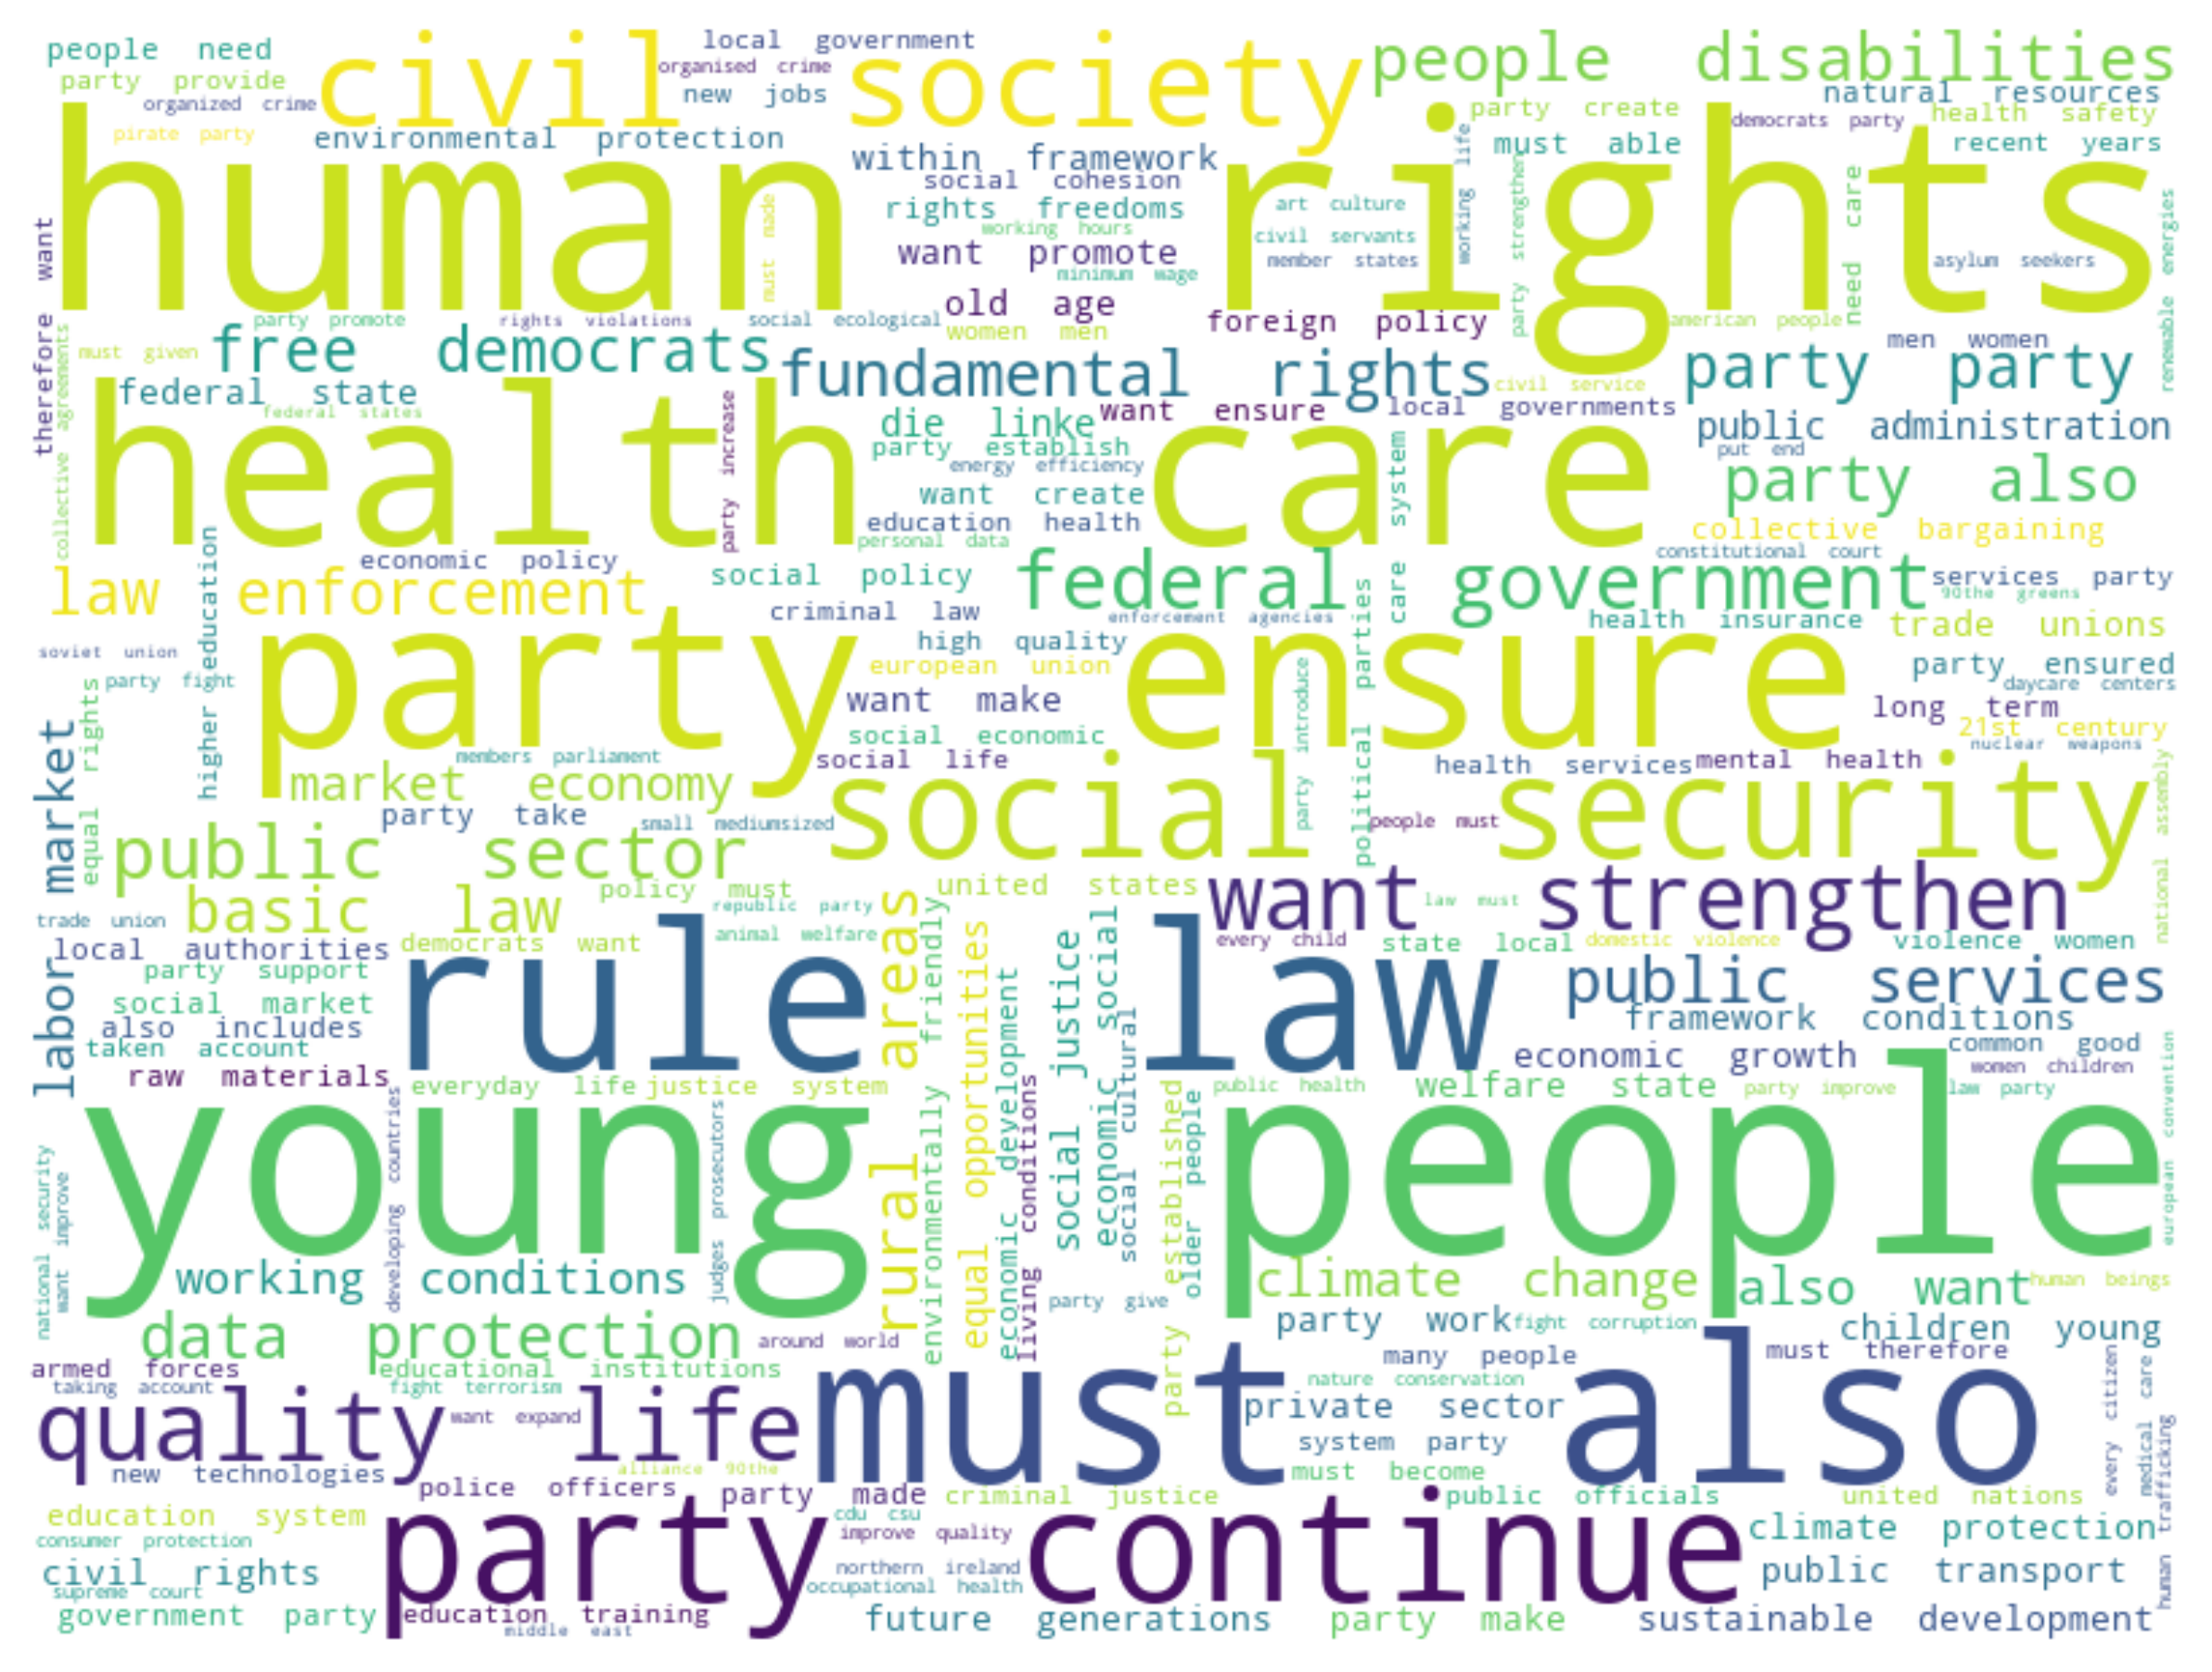 people need
civil society
local government
people disabilities
party provide
organised crime
organized crime
new jobs
natural resources
pirate party
environmental protection
party create
democrats party
health safety
human rights
within framework
must able
recent years
social cohesion
rights freedoms
working hours
want promote
minimum wage
art culture
civil servants
member states
working life
party strengthen
need care
asylum seekers
renewable energies
must made
therefore want
old age
women men
foreign policy
american people
party promote
rights violations
social ecological
must given
free democrats
fundamental rights
party party
men women
federal state
federal states
collective agreements
civil service
want ensure
local governments
die linke
public administration
put end
health care
party increase
party establish
energy efficiency
want create
education health
personal data
care system
party also
collective bargaining
constitutional court
economic policy
law enforcement
social policy
federal government
services party
90the greens
criminal law
enforcement agencies
health insurance
trade unions
high quality
higher education
soviet union
european union
party ensured
party fight
party ensure
daycare centers
want make
long term
21st century
social economic
party introduce
political parties
nuclear weapons
members parliament
social life
health services
mental health
market economy
labor market
equal rights
party take
small mediumsized
social security
people must
national assembly
public sector
basic law
policy must
united states
want strengthen
law must
republic party
trade union
local authorities
democrats want
animal welfare
every child
state local
domestic violence
violence women
party support
rule law
public services
social market
also includes
framework conditions
taken account
economic growth
common good
women children
raw materials
everyday life
justice system
public health
welfare state
party improve
law party
rural areas
environmentally friendly
equal opportunities
economic development
living conditions
social justice
economic social
social cultural
party established
older people
young people
developing countries
judges prosecutors
european convention
national security
want improve
working conditions
climate change
also want
human beings
party give
data protection
around world
party work
fight corruption
children young
armed forces
educational institutions
many people
must therefore
taking account
fight terrorism
nature conservation
quality life
want expand
must also
private sector
system party
every citizen
medical care
human trafficking
new technologies
alliance 90the
must become
police officers
party made
criminal justice
public officials
united nations
education system
cdu csu
consumer protection
improve quality
party continue
climate protection
civil rights
northern ireland
supreme court
occupational health
public transport
government party
education training
middle east
future generations
party make
sustainable development